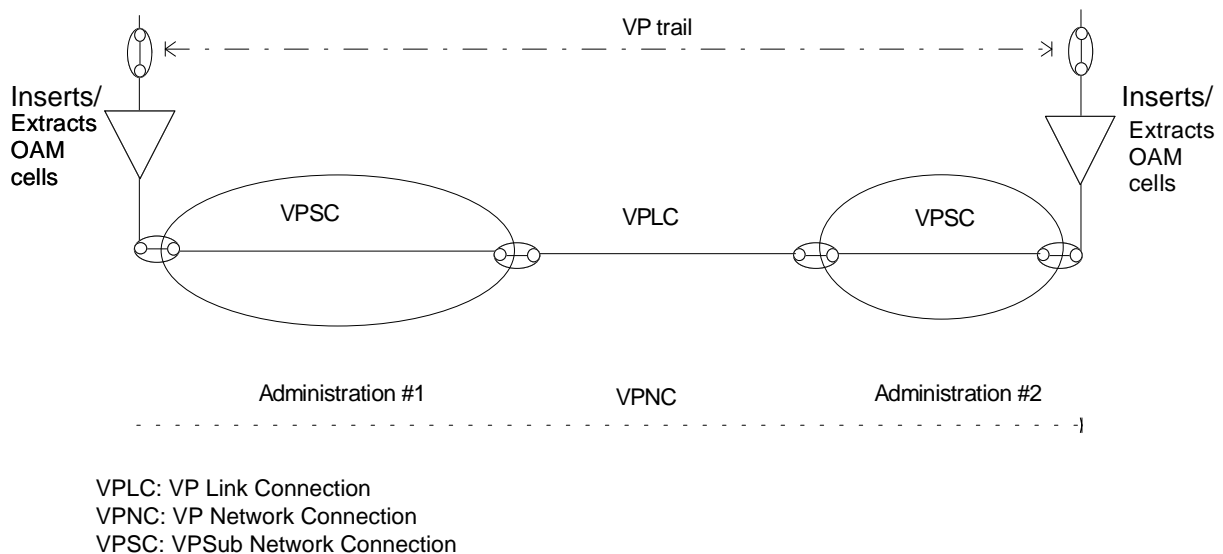 VP trail
Inserts/
Extracts
OAM
cells
Inserts/
Extracts
OAM
cells
VPSC
VPLC
VPSC
Administration #1
VPNC
Administration #2
VPLC: VP Link Connection
VPNC: VP Network Connection
VPSC: VPSub Network Connection